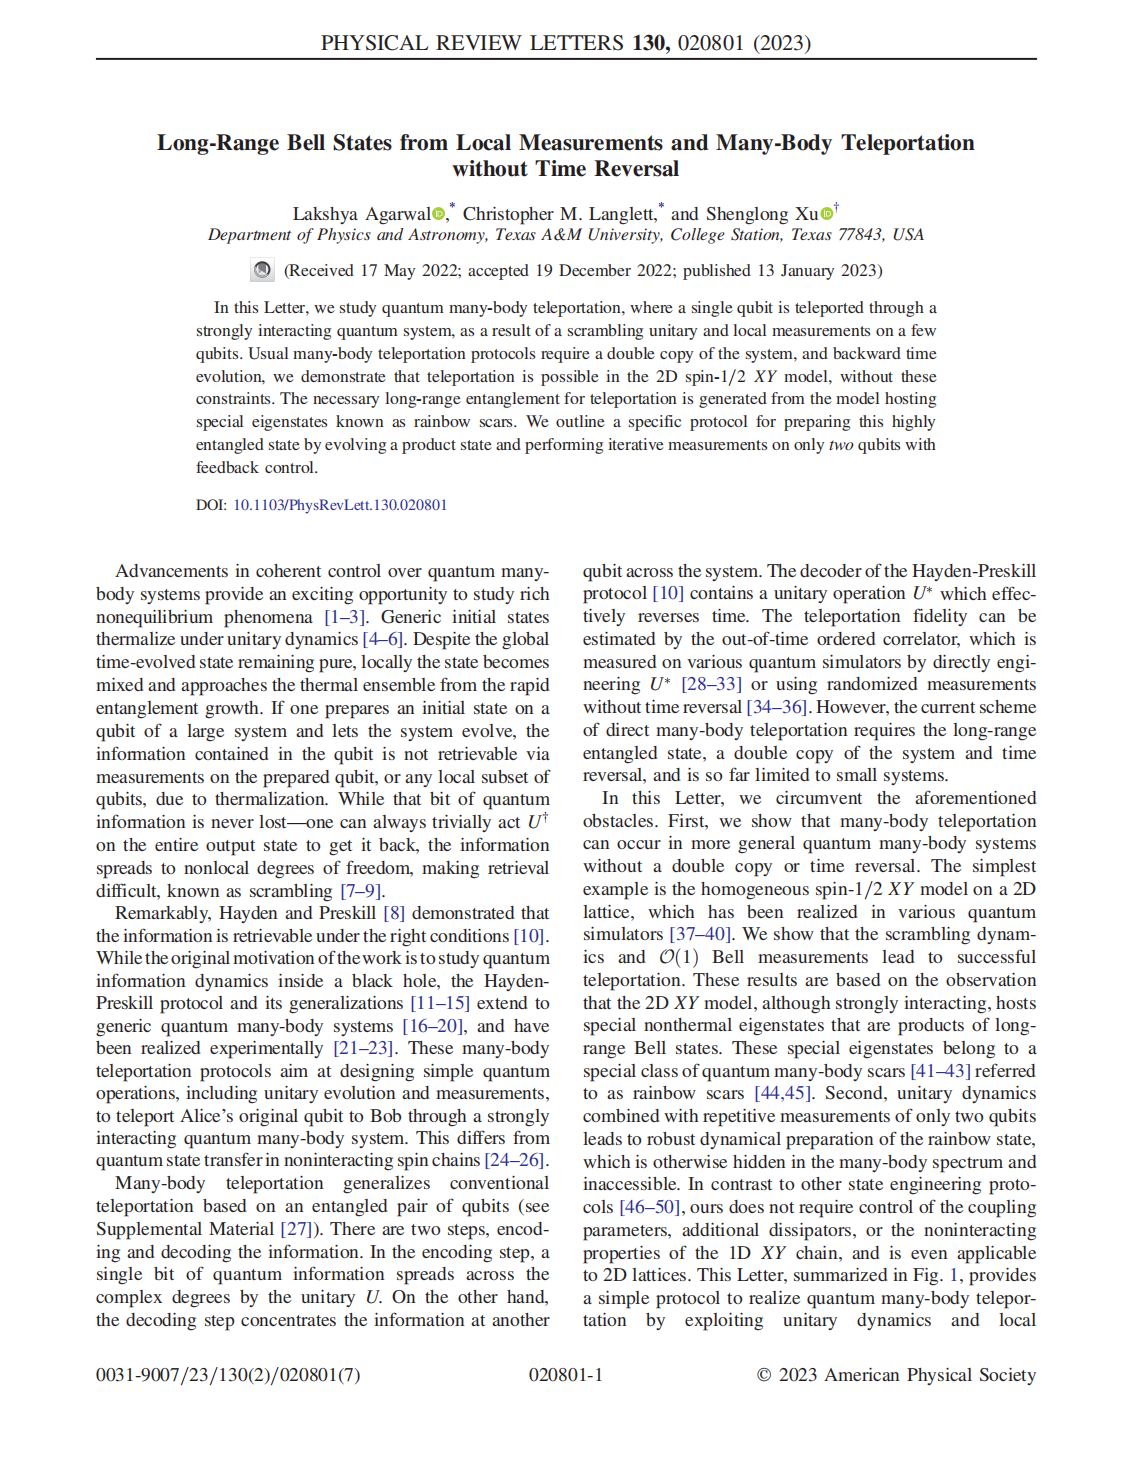 PHYSICAL REVIEW LETTERS 130, 020801 (2023)
Long-Range Bell States from Local Measurements and Many-Body Teleportation
without Time Reversal
Lakshya Agarwal,* Christopher M. Langlett,* and Shenglong Xu†
Department of Physics and Astronomy, Texas A&M University, College Station, Texas 77843, USA
(Received 17 May 2022; accepted 19 December 2022; published 13 January 2023)
In this Letter, we study quantum many-body teleportation, where a single qubit is teleported through a
strongly interacting quantum system, as a result of a scrambling unitary and local measurements on a few
qubits. Usual many-body teleportation protocols require a double copy of the system, and backward time
evolution, we demonstrate that teleportation is possible in the 2D spin-1/2 XY model, without these
constraints. The necessary long-range entanglement for teleportation is generated from the model hosting
special eigenstates known as rainbow scars. We outline a specific protocol for preparing this highly
entangled state by evolving a product state and performing iterative measurements on only two qubits with
feedback control.
DOI: 10.1103/PhysRevLett.130.020801
Advancements in coherent control over quantum many-
body systems provide an exciting opportunity to study rich
nonequilibrium phenomena [1–3]. Generic initial states
thermalize under unitary dynamics [4–6]. Despite the global
time-evolved state remaining pure, locally the state becomes
mixed and approaches the thermal ensemble from the rapid
entanglement growth. If one prepares an initial state on a
qubit of a large system and lets the system evolve, the
information contained in the qubit is not retrievable via
measurements on the prepared qubit, or any local subset of
qubits, due to thermalization. While that bit of quantum
information is never lost—one can always trivially act U†
on the entire output state to get it back, the information
spreads to nonlocal degrees of freedom, making retrieval
difficult, known as scrambling [7–9].
Remarkably, Hayden and Preskill [8] demonstrated that
the information is retrievable under the right conditions [10].
While the original motivation of the work is to study quantum
information dynamics inside a black hole, the Hayden-
Preskill protocol and its generalizations [11–15] extend to
generic quantum many-body systems [16–20], and have
been realized experimentally [21–23]. These many-body
teleportation protocols aim at designing simple quantum
operations, including unitary evolution and measurements,
to teleport Alice's original qubit to Bob through a strongly
interacting quantum many-body system. This differs from
quantum state transfer in noninteracting spin chains [24–26].
Many-body teleportation generalizes conventional
teleportation based on an entangled pair of qubits (see
Supplemental Material [27]). There are two steps, encod-
ing and decoding the information. In the encoding step, a
single bit of quantum information spreads across the
complex degrees by the unitary U. On the other hand,
the decoding step concentrates the information at another
qubit across the system. The decoder of the Hayden-Preskill
protocol [10] contains a unitary operation U* which effec-
tively reverses time. The teleportation fidelity can be
estimated by the out-of-time ordered correlator, which is
measured on various quantum simulators by directly engi-
neering U* [28–33] or using randomized measurements
without time reversal [34–36]. However, the current scheme
of direct many-body teleportation requires the long-range
entangled state, a double copy of the system and time
reversal, and is so far limited to small systems.
In this Letter, we circumvent the aforementioned
obstacles. First, we show that many-body teleportation
can occur in more general quantum many-body systems
without a double copy or time reversal. The simplest
example is the homogeneous spin-1/2 XY model on a 2D
lattice, which has been realized in various quantum
simulators [37–40]. We show that the scrambling dynam-
ics and O(1) Bell measurements lead to successful
teleportation. These results are based on the observation
that the 2D XY model, although strongly interacting, hosts
special nonthermal eigenstates that are products of long-
range Bell states. These special eigenstates belong to a
special class of quantum many-body scars [41–43] referred
to as rainbow scars [44,45]. Second, unitary dynamics
combined with repetitive measurements of only two qubits
leads to robust dynamical preparation of the rainbow state,
which is otherwise hidden in the many-body spectrum and
inaccessible. In contrast to other state engineering proto-
cols [46–50], ours does not require control of the coupling
parameters, additional dissipators, or the noninteracting
properties of the 1D XY chain, and is even applicable
to 2D lattices. This Letter, summarized in Fig. 1, provides
a simple protocol to realize quantum many-body telepor-
tation by exploiting unitary dynamics and local
0031-9007/23/130(2)/020801(7)
020801-1
© 2023 American Physical Society